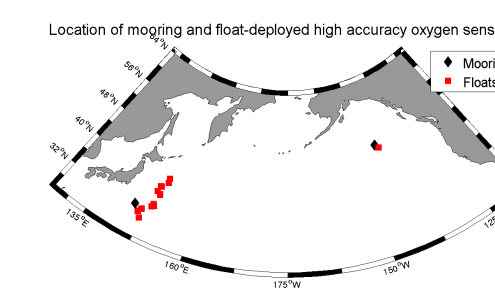 Location of mooring and float-deployed high accuracy oxygen sens
Moori
Floats
64°N
56°N
48°N
40°N
32°N
135°E
160°E
175°W
150°W
125